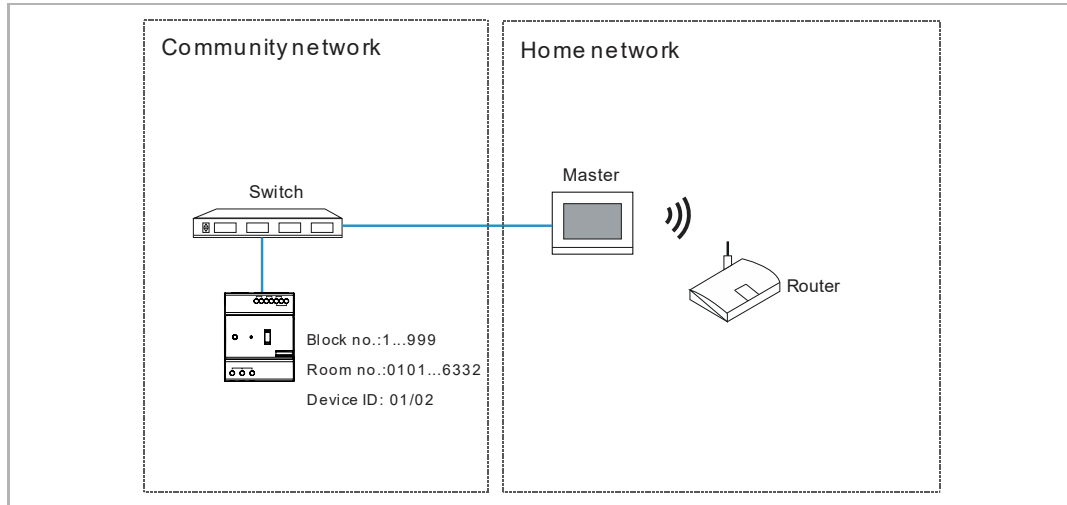 Community network
Home network
Master
Switch
Router
Block no.:1...999
Room no.:0101...6332
Device ID: 01/02